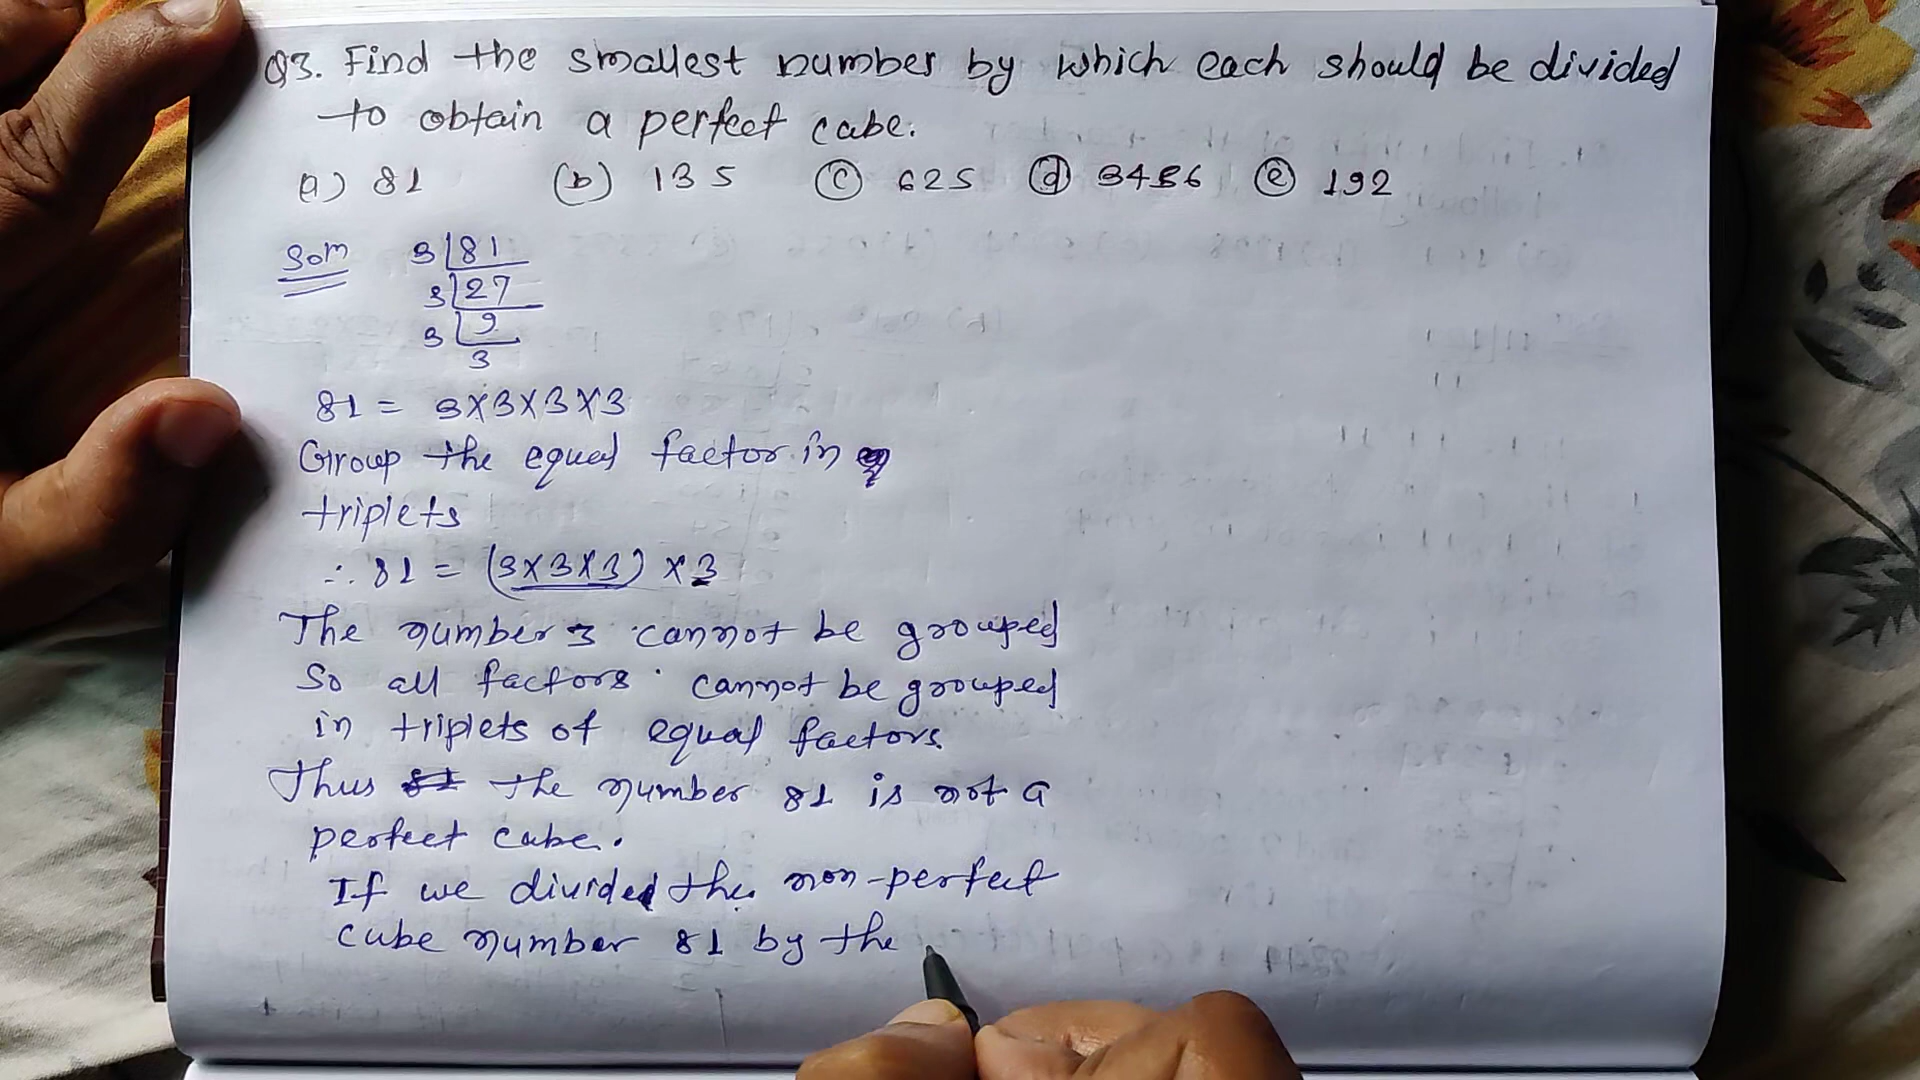 Q3. Find the smallest number by which each should be divided
to obtain a perfect cube.
(a) 81 (b) 135 (c) 625 (d) 3456 (e) 192
Soln 3 81
3 27
3 9
3
81 = 3×3×3×3
Group the equal factor in
triplets
∴ 81 = (3×3×3) ×3
The number 3 cannot be grouped
So all factors cannot be grouped
in triplets of equal factors.
Thus the number 81 is not a
perfect cube.
If we divided the non-perfect
cube number 81 by the